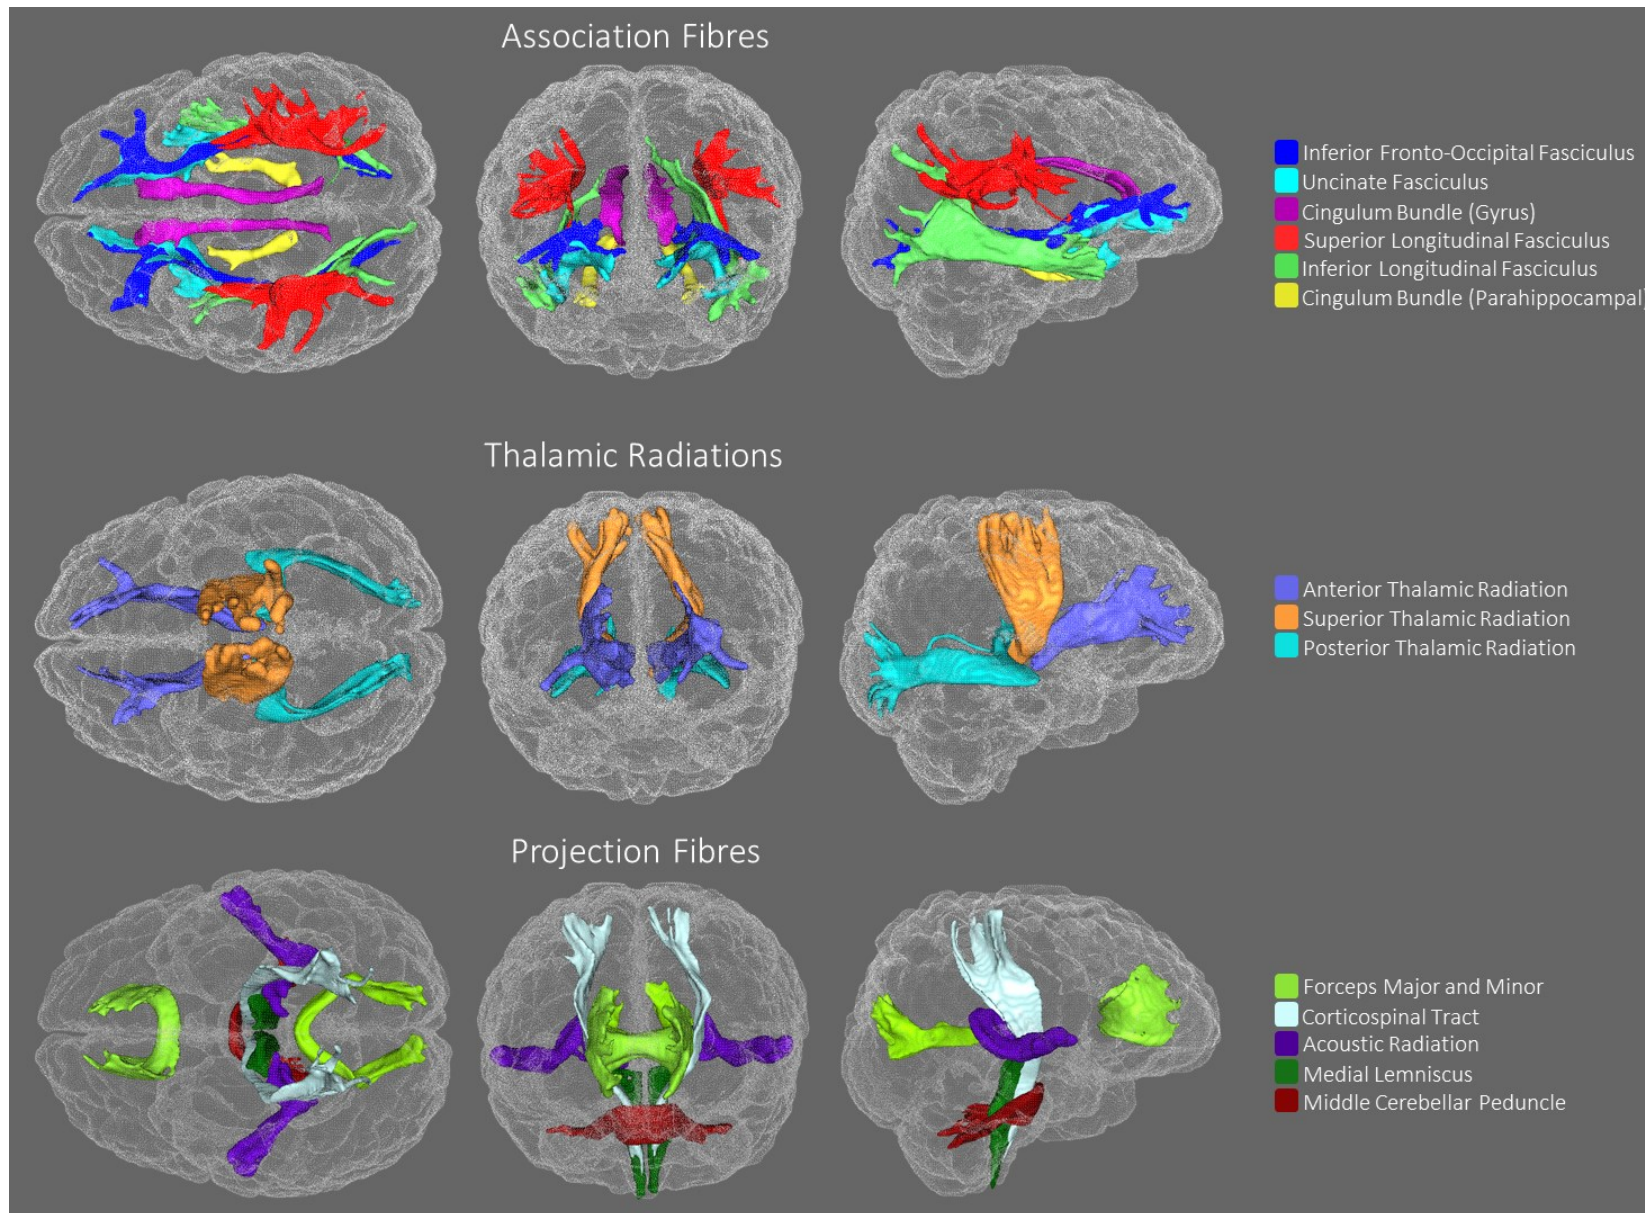 Association Fibres
Inferior Fronto-Occipital Fasciculus
Uncinate Fasciculus
Cingulum Bundle (Gyrus)
Superior Longitudinal Fasciculus
Inferior Longitudinal Fasciculus
Cingulum Bundle (Parahippocampal)
Thalamic Radiations
Anterior Thalamic Radiation
Superior Thalamic Radiation
Posterior Thalamic Radiation
Projection Fibres
Forceps Major and Minor
Corticospinal Tract
Acoustic Radiation
Medial Lemniscus
Middle Cerebellar Peduncle